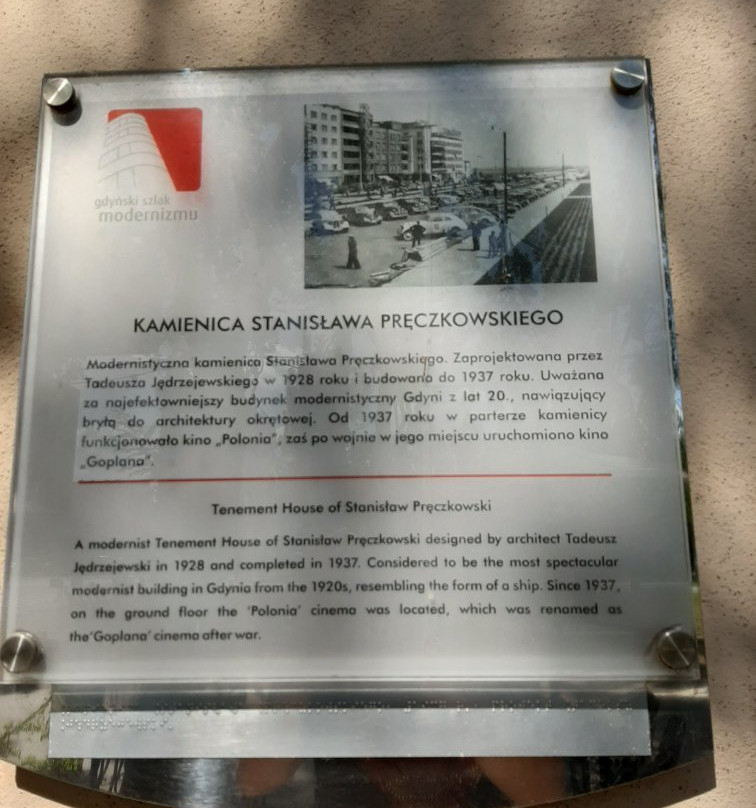 gdyński szlak
modernizmu
KAMIENICA STANISŁAWA PRĘCZKOWSKIEGO
Modernistyczna kamienica Stanisława Pręczkowskiego. Zaprojektowana przez
Tadeusza Jędrzejewskiego w 1928 roku i budowana do 1937 roku. Uważana
za najefektowniejszy budynek modernistyczny Gdyni z lat 20., nawiązujący
bryłą do architektury okrętowej. Od 1937 roku w parterze kamienicy
funkcjonowało kino „Polonia”, zaś po wojnie w jego miejscu uruchomiono kino
„Goplana”.
Tenement House of Stanisław Pręczkowski
A modernist Tenement House of Stanisław Pręczkowski designed by architect Tadeusz
Jędrzejewski in 1928 and completed in 1937. Considered to be the most spectacular
modernist building in Gdynia from the 1920s, resembling the form of a ship. Since 1937,
on the ground floor the 'Polonia' cinema was located, which was renamed as
the'Goplana' cinema after war.